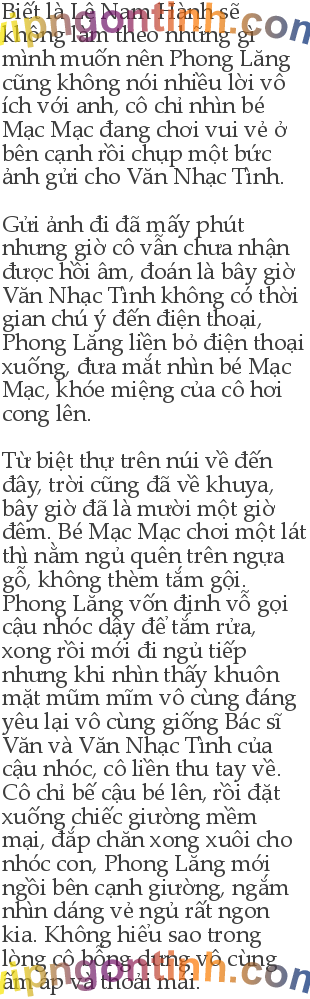 Biết là Lê Nam Hành sẽ
không làm theo những gì
mình muốn nên Phong Lăng
cũng không nói nhiều lời vô
ích với anh, cô chỉ nhìn bé
Mạc Mạc đang chơi vui vẻ ở
bên cạnh rồi chụp một bức
ảnh gửi cho Văn Nhạc Tình.
Gửi ảnh đi đã mấy phút
nhưng giờ cô vẫn chưa nhận
được hồi âm, đoán là bây giờ
Văn Nhạc Tình không có thời
gian chú ý đến điện thoại,
Phong Lăng liền bỏ điện thoại
xuống, đưa mắt nhìn bé Mạc
Mạc, khóe miệng của cô hơi
cong lên.
Từ biệt thự trên núi về đến
đây, trời cũng đã về khuya,
bây giờ đã là mười một giờ
đêm. Bé Mạc Mạc chơi một lát
thì nằm ngủ quên trên ngựa
gỗ, không thèm tắm gội.
Phong Lăng vốn định vỗ gọi
cậu nhóc dậy để tắm rửa,
xong rồi mới đi ngủ tiếp
nhưng khi nhìn thấy khuôn
mặt mũm mĩm vô cùng đáng
yêu lại vô cùng giống Bác sĩ
Văn và Văn Nhạc Tình của
cậu nhóc, cô liền thu tay về.
Cô chỉ bế cậu bé lên, rồi đặt
xuống chiếc giường mềm
mại, đắp chăn xong xuôi cho
nhóc con, Phong Lăng mới
ngồi bên cạnh giường, ngắm
nhìn dáng vẻ ngủ rất ngon
kia. Không hiểu sao trong
lòng cô bỗng dưng vô cùng
ấm áp và thoải mái.
vipngontinh.com
vipngontinh.com